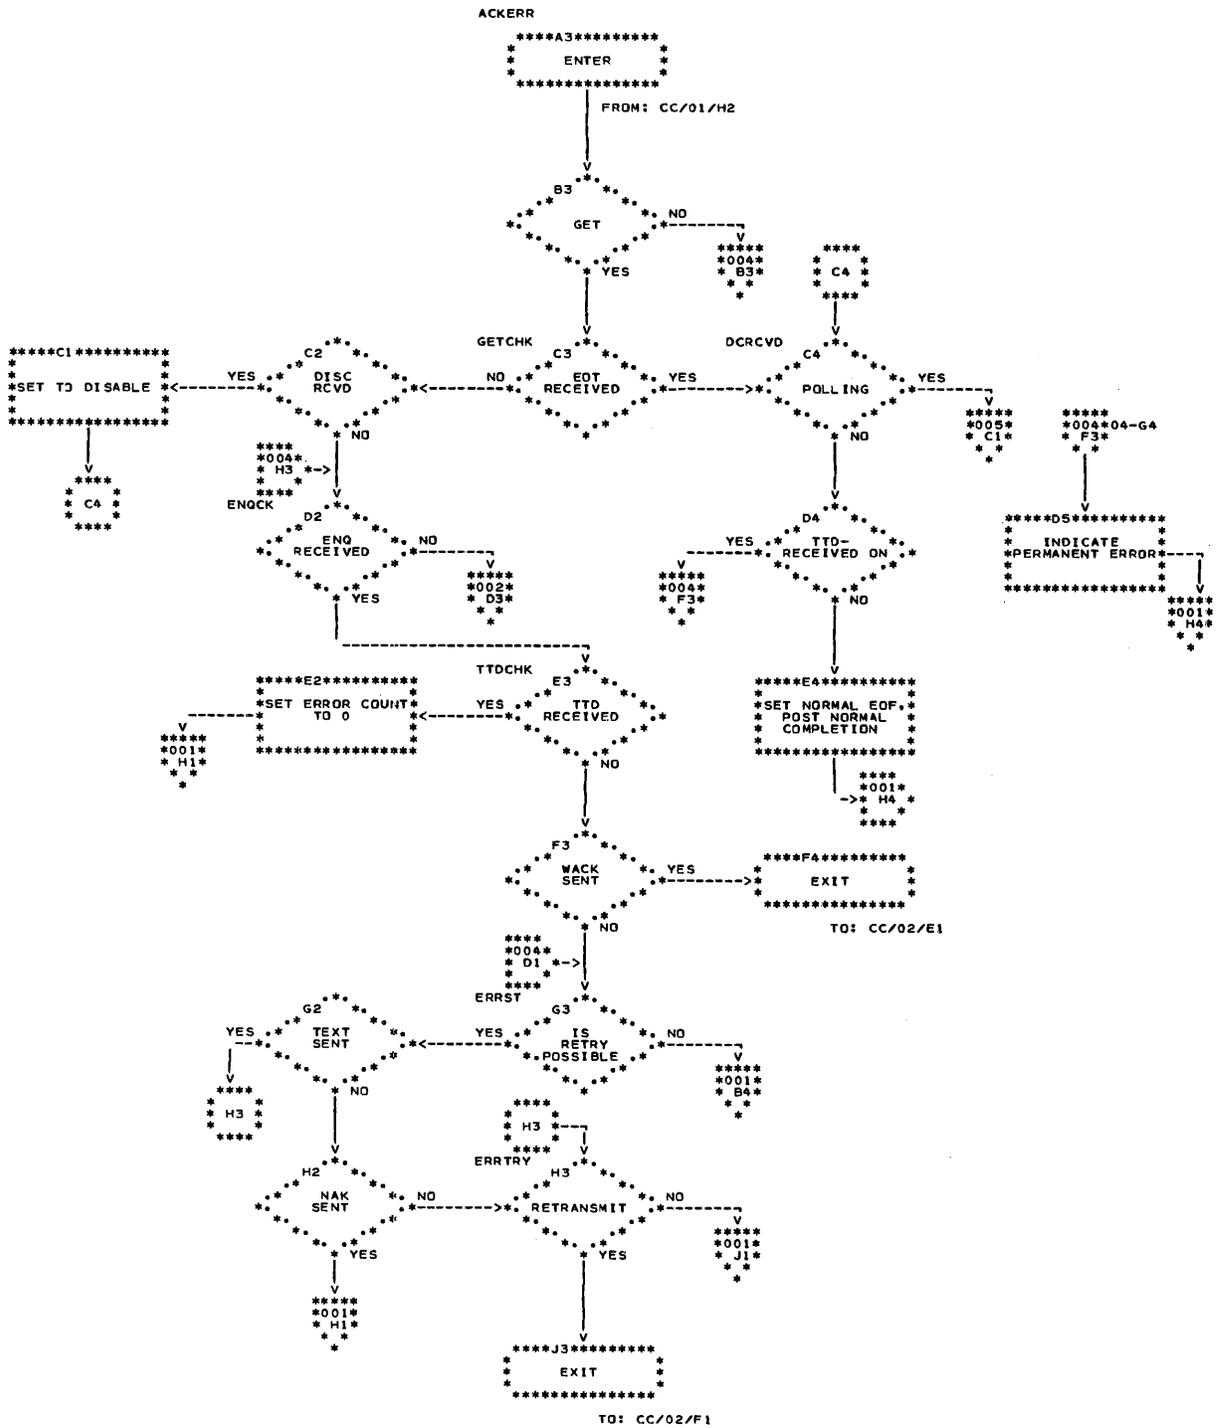 ACKERR
A3
ENTER
FROM: CC/01/H2
B3
GET
NO
004
B3
YES
C4
GETCHK
DCRCVD
C1
SET TO DISABLE
YES
C2
DISC
RCVD
NO
C3
EOT
RECEIVED
YES
C4
POLLING
YES
005
C1
004
F3
04-G4
NO
NO
C4
004
H3
ENQCK
D2
ENQ
RECEIVED
NO
002
D3
YES
YES
004
F3
D4
TTD-
RECEIVED ON
NO
D5
INDICATE
PERMANENT ERROR
001
H4
TTDCHK
E2
SET ERROR COUNT
TO 0
YES
E3
TTD
RECEIVED
NO
E4
SET NORMAL EOF,
POST NORMAL
COMPLETION
001
H1
001
H4
F3
WACK
SENT
YES
F4
EXIT
TO: CC/02/E1
NO
004
D1
ERRST
YES
G2
TEXT
SENT
YES
G3
IS
RETRY
POSSIBLE
NO
001
B4
NO
H3
H3
ERRTRY
H2
NAK
SENT
NO
H3
RETRANSMIT
NO
001
J1
YES
YES
001
H1
J3
EXIT
TO: CC/02/F1